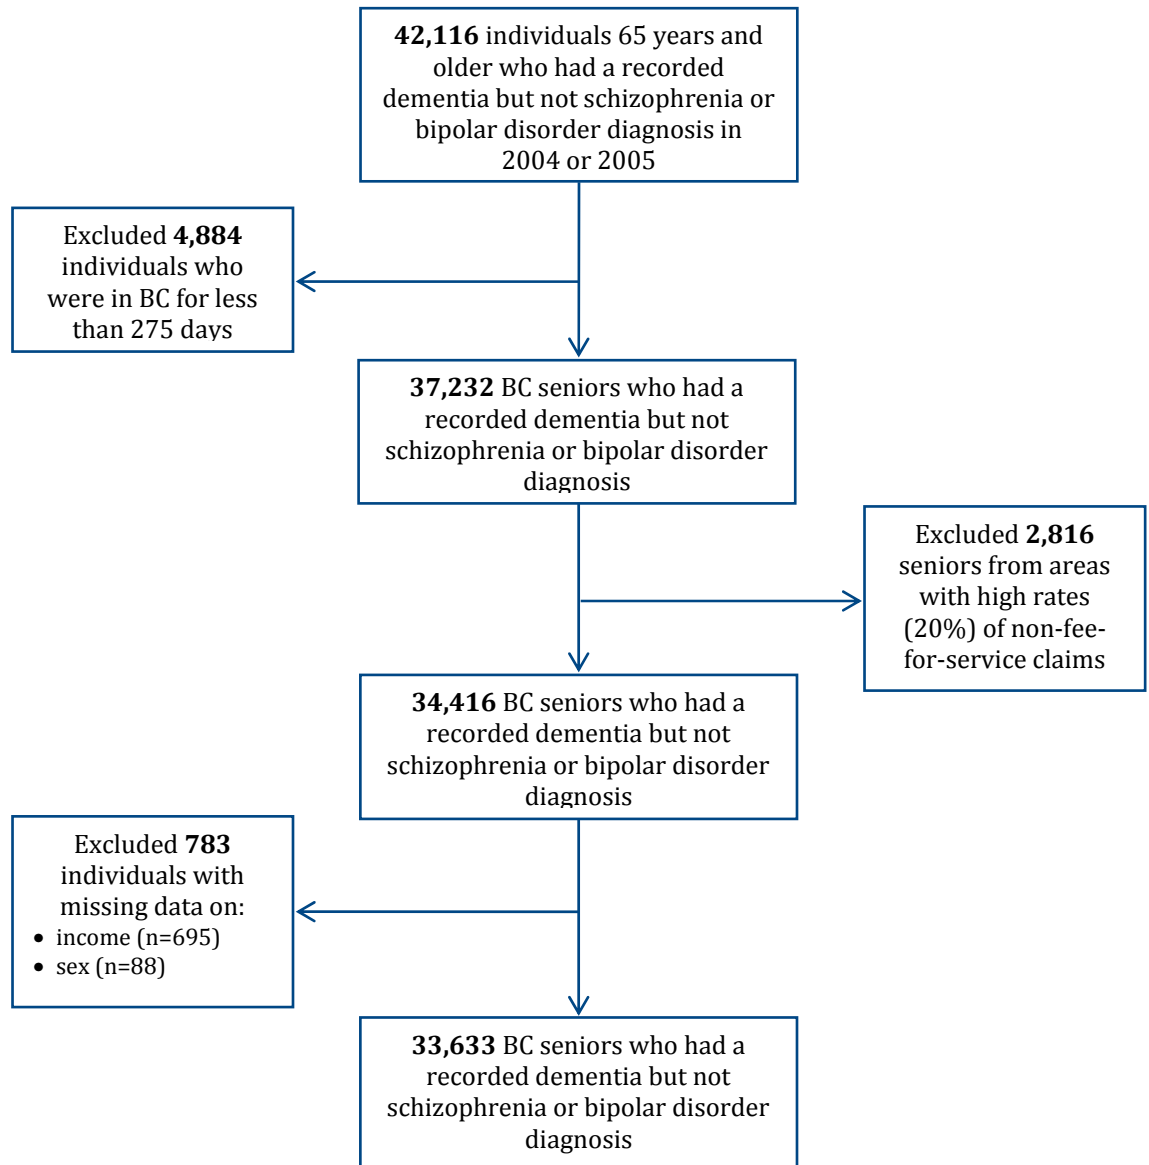 42,116 individuals 65 years and
older who had a recorded
dementia but not schizophrenia or
bipolar disorder diagnosis in
2004 or 2005
Excluded 4,884
individuals who
were in BC for less
than 275 days
37,232 BC seniors who had a
recorded dementia but not
schizophrenia or bipolar disorder
diagnosis
Excluded 2,816
seniors from areas
with high rates
(20%) of non-fee-
for-service claims
34,416 BC seniors who had a
recorded dementia but not
schizophrenia or bipolar disorder
diagnosis
Excluded 783
individuals with
missing data on:
• income (n=695)
• sex (n=88)
33,633 BC seniors who had a
recorded dementia but not
schizophrenia or bipolar disorder
diagnosis